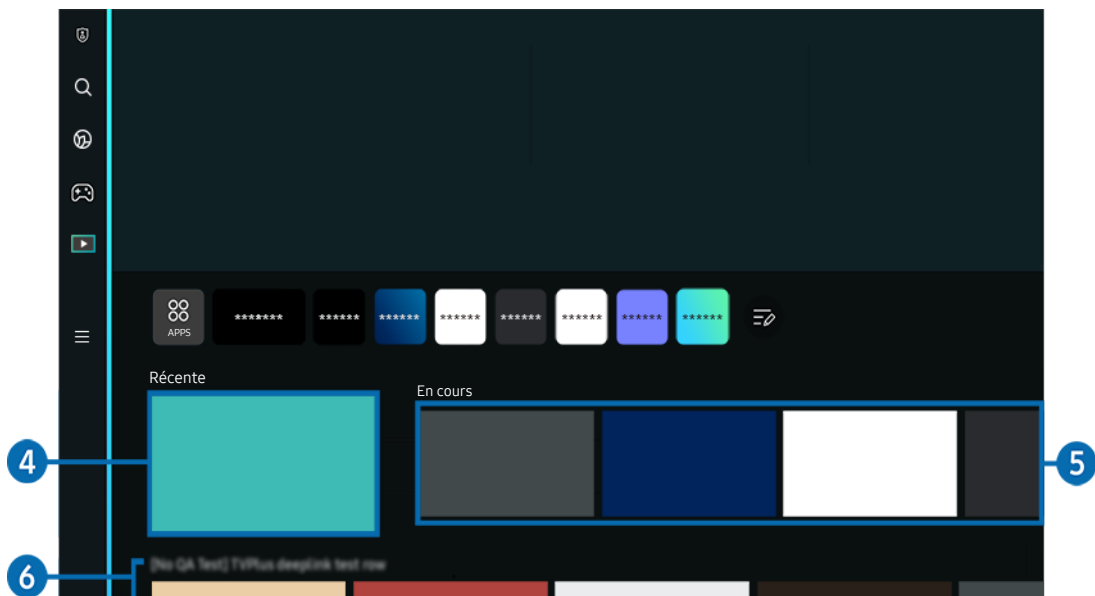 APPS
******* ****** ****** ****** ****** ****** ****** ******
Récente
En cours
4
5
[No QA Test] TVPlus deeplink test row
6